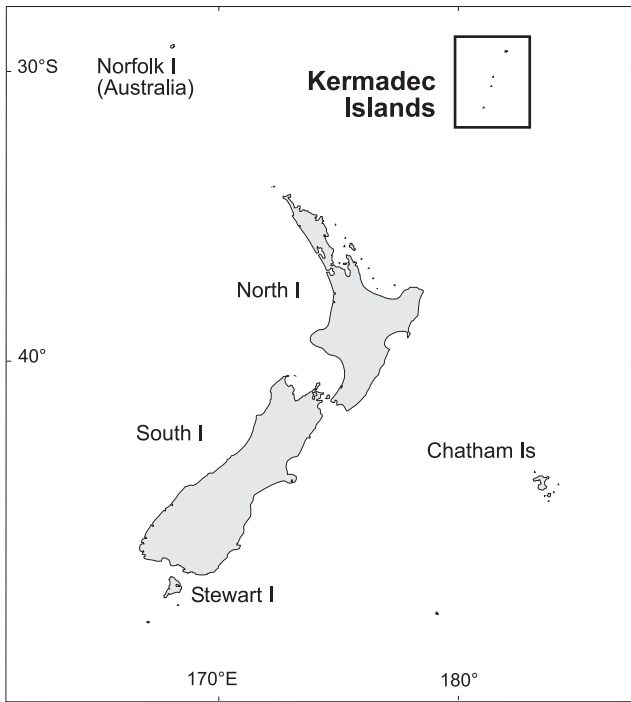 30°S
Norfolk I
(Australia)
Kermadec
Islands
North I
40°
South I
Chatham Is
Stewart I
170°E
180°